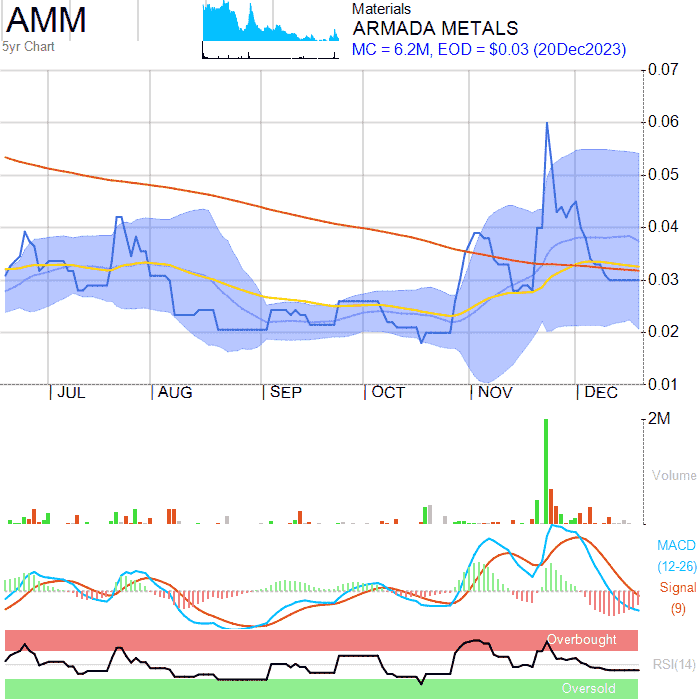 AMM
5yr Chart
Materials
ARMADA METALS
MC = 6.2M, EOD = $0.03 (20Dec2023)
0.07
0.06
0.05
0.04
0.03
0.02
0.01
JUL AUG SEP OCT NOV DEC
2M
Volume
MACD
(12-26)
Signal
(9)
Overbought
RSI(14)
Oversold